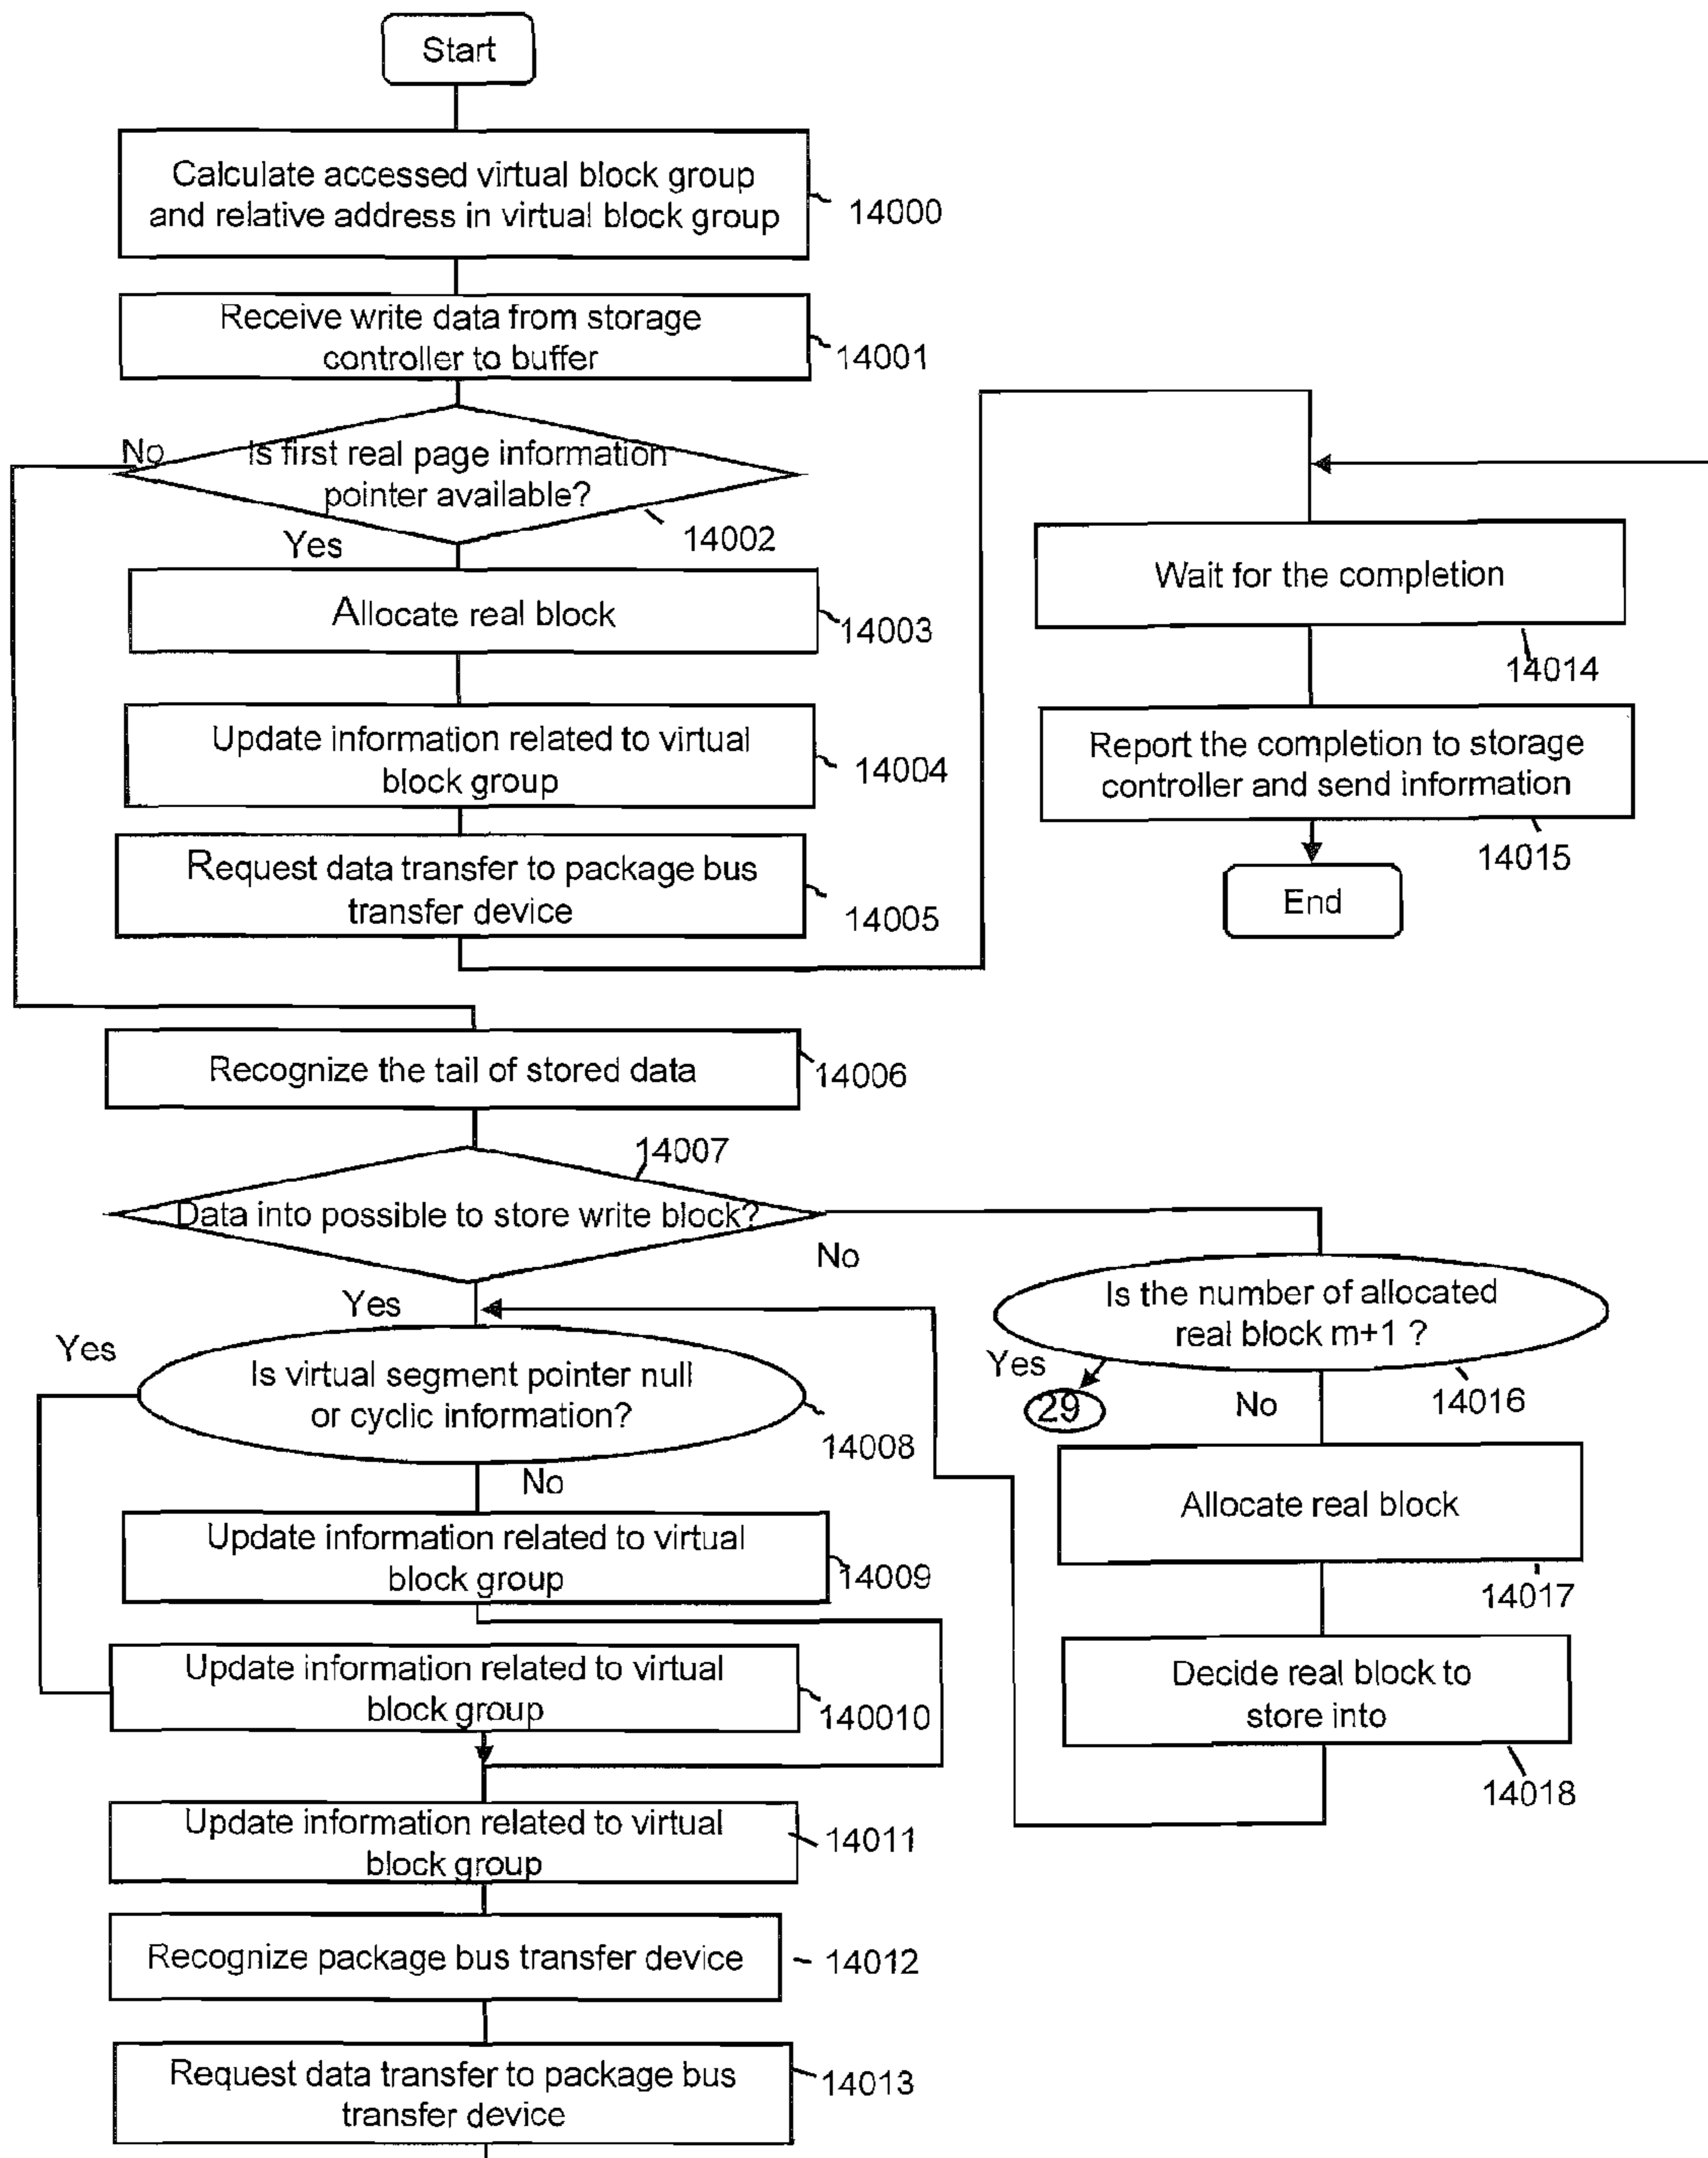 Start
Calculate accessed virtual block group
and relative address in virtual block group
14000
Receive write data from storage
controller to buffer
14001
No
Is first real page information
pointer available?
14002
Yes
Allocate real block
14003
Update information related to virtual
block group
14004
Request data transfer to package bus
transfer device
14005
Wait for the completion
14014
Report the completion to storage
controller and send information
14015
End
Recognize the tail of stored data
14006
14007
Data into possible to store write block?
No
Yes
Yes
Is virtual segment pointer null
or cyclic information?
14008
No
Update information related to virtual
block group
14009
Update information related to virtual
block group
140010
Update information related to virtual
block group
14011
Recognize package bus transfer device
14012
Request data transfer to package bus
transfer device
14013
Is the number of allocated
real block m+1 ?
Yes
29
No
14016
Allocate real block
14017
Decide real block to
store into
14018